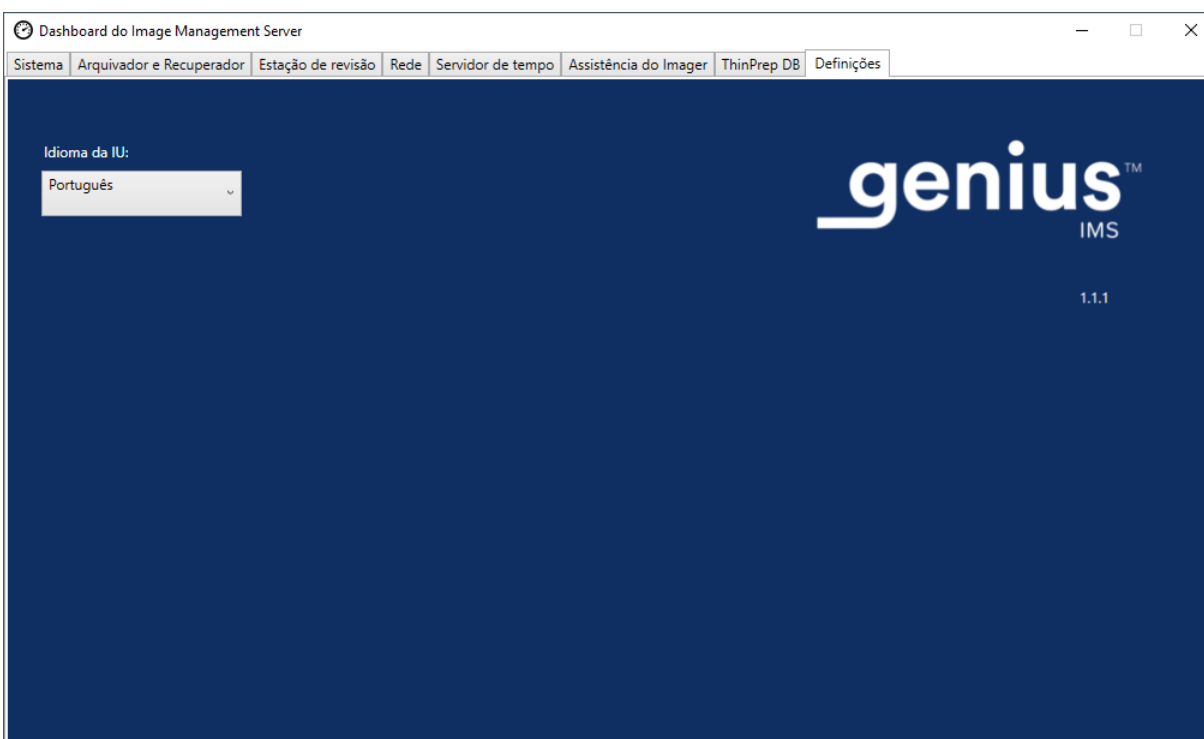 Dashboard do Image Management Server
Sistema Arquivador e Recuperador Estação de revisão Rede Servidor de tempo Assistência do Imager ThinPrep DB Definições
Idioma da IU:
Português
genius™
IMS
1.1.1